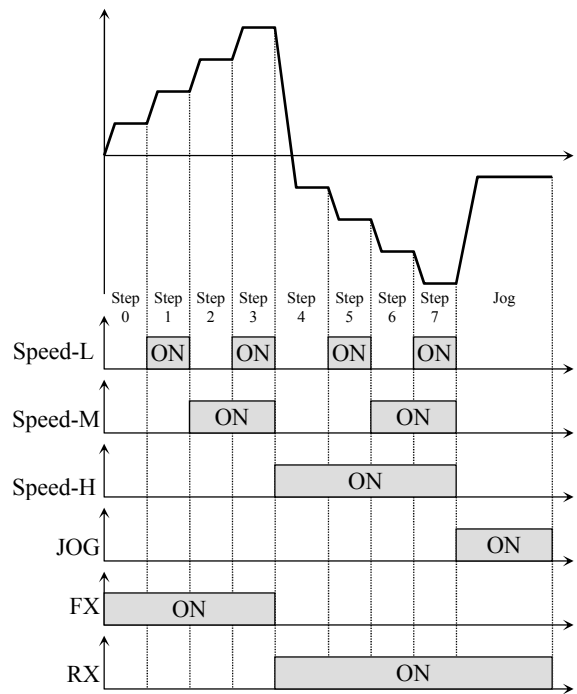 Step 0
Step 1
Step 2
Step 3
Step 4
Step 5
Step 6
Step 7
Jog
Speed-L
ON
ON
ON
ON
Speed-M
ON
ON
Speed-H
ON
JOG
ON
FX
ON
RX
ON